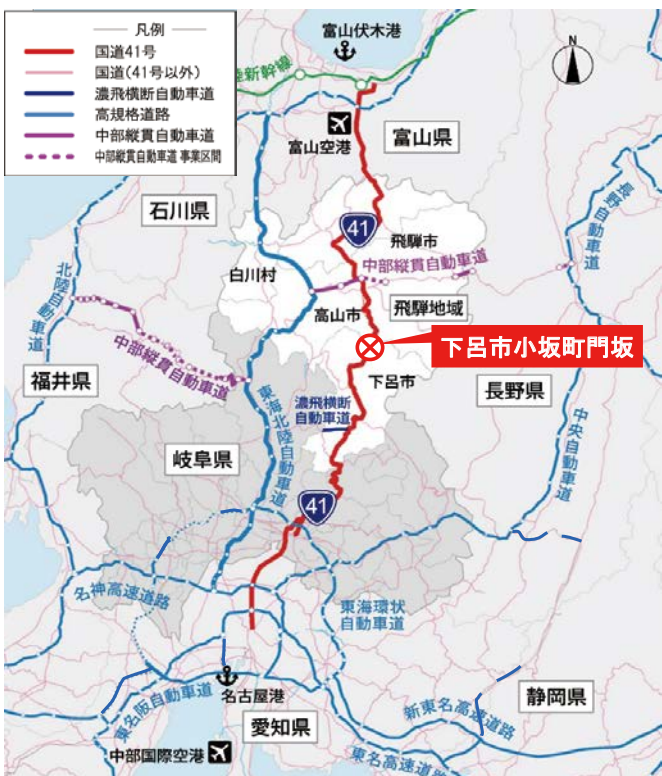 凡例
国道41号
国道(41号以外)
濃飛横断自動車道
高規格道路
中部縦貫自動車道
中部縦貫自動車道 事業区間
富山伏木港
陸新幹線
N
富山空港
富山県
石川県
41
飛騨市
長野自動車道
白川村
中部縦貫自動車道
北陸自動車道
高山市
飛騨地域
中部縦貫自動車道
下呂市小坂町門坂
福井県
下呂市
長野県
東海北陸自動車道
濃飛横断
自動車道
中央自動車道
岐阜県
41
名神高速道路
東海環状
自動車道
名古屋港
静岡県
東名阪自動車道
愛知県
新東名高速道路
中部国際空港
東名高速道路